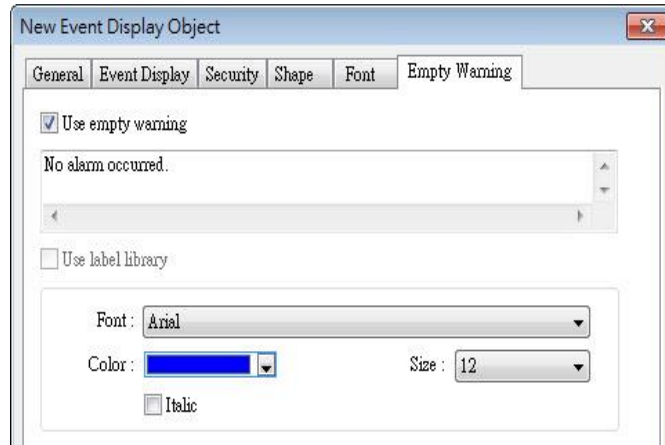 New Event Display Object
General Event Display Security Shape Font Empty Warning
Use empty warning
No alarm occurred.
Use label library
Font : Arial
Color : Size : 12
Italic